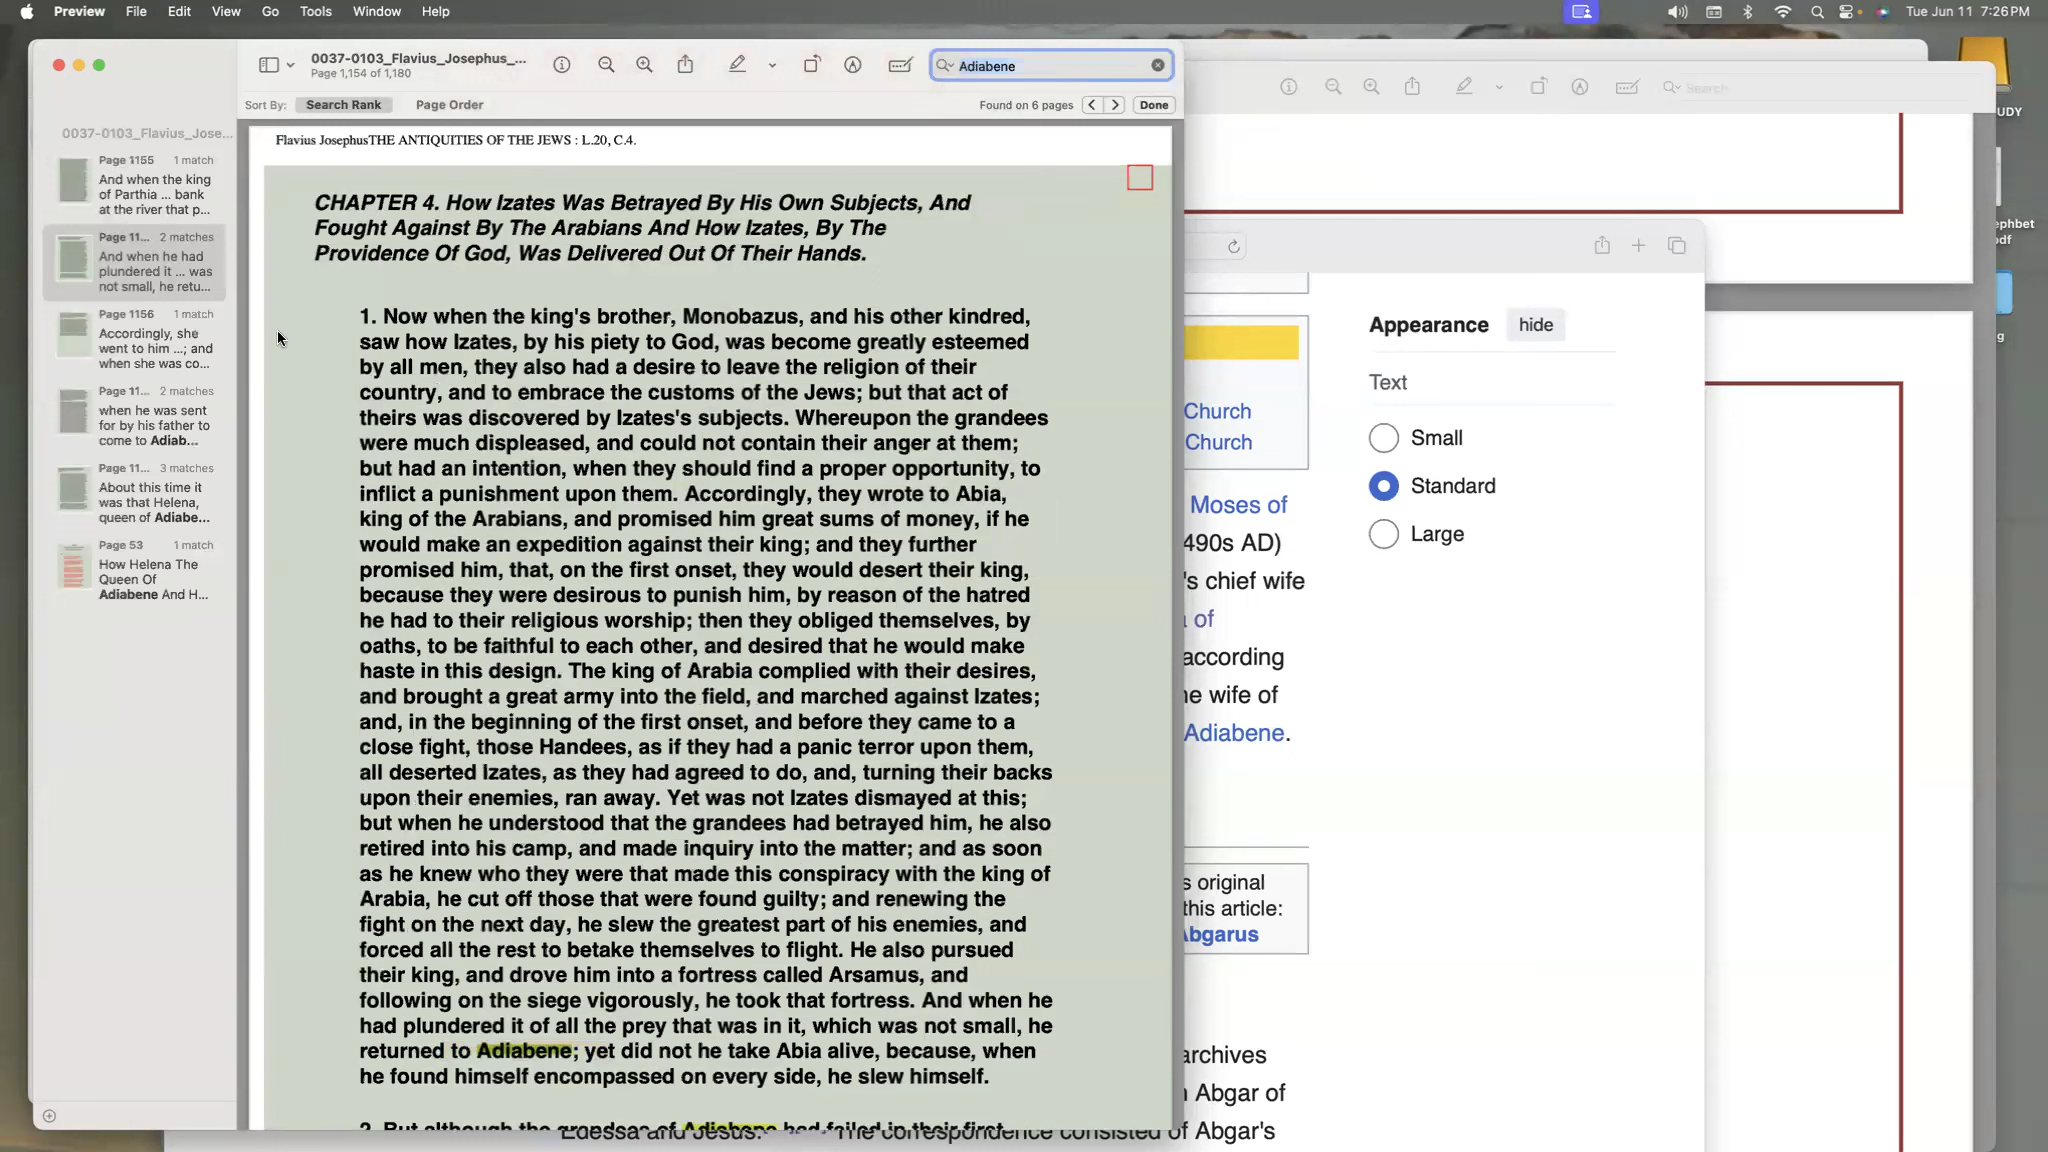 Preview File Edit View Go Tools Window Help
Tue Jun 11 7:26 PM
0037-0103_Flavius_Josephus_...
Page 1,154 of 1,180
Adiabene
Search
Sort By: Search Rank Page Order
Found on 6 pages
Done
0037-0103_Flavius_Jose...
Page 1155 1 match
And when the king
of Parthia ... bank
at the river that p...
Page 11... 2 matches
And when he had
plundered it ... was
not small, he retu...
Page 1156 1 match
Accordingly, she
went to him ...; and
when she was co...
Page 11... 2 matches
when he was sent
for by his father to
come to Adiab...
Page 11... 3 matches
About this time it
was that Helena,
queen of Adiabe...
Page 53 1 match
How Helena The
Queen Of
Adiabene And H...
Flavius JosephusTHE ANTIQUITIES OF THE JEWS : L.20, C.4.
CHAPTER 4. How Izates Was Betrayed By His Own Subjects, And
Fought Against By The Arabians And How Izates, By The
Providence Of God, Was Delivered Out Of Their Hands.
1. Now when the king's brother, Monobazus, and his other kindred,
saw how Izates, by his piety to God, was become greatly esteemed
by all men, they also had a desire to leave the religion of their
country, and to embrace the customs of the Jews; but that act of
theirs was discovered by Izates's subjects. Whereupon the grandees
were much displeased, and could not contain their anger at them;
but had an intention, when they should find a proper opportunity, to
inflict a punishment upon them. Accordingly, they wrote to Abia,
king of the Arabians, and promised him great sums of money, if he
would make an expedition against their king; and they further
promised him, that, on the first onset, they would desert their king,
because they were desirous to punish him, by reason of the hatred
he had to their religious worship; then they obliged themselves, by
oaths, to be faithful to each other, and desired that he would make
haste in this design. The king of Arabia complied with their desires,
and brought a great army into the field, and marched against Izates;
and, in the beginning of the first onset, and before they came to a
close fight, those Handees, as if they had a panic terror upon them,
all deserted Izates, as they had agreed to do, and, turning their backs
upon their enemies, ran away. Yet was not Izates dismayed at this;
but when he understood that the grandees had betrayed him, he also
retired into his camp, and made inquiry into the matter; and as soon
as he knew who they were that made this conspiracy with the king of
Arabia, he cut off those that were found guilty; and renewing the
fight on the next day, he slew the greatest part of his enemies, and
forced all the rest to betake themselves to flight. He also pursued
their king, and drove him into a fortress called Arsamus, and
following on the siege vigorously, he took that fortress. And when he
had plundered it of all the prey that was in it, which was not small, he
returned to Adiabene; yet did not he take Abia alive, because, when
he found himself encompassed on every side, he slew himself.
2. But although the grandees of Adiabene had failed in their first
Church
Church
Moses of
490s AD)
's chief wife
of
according
ne wife of
Adiabene.
s original
this article:
Abgarus
archives
Abgar of
Edessa and Jesus. The correspondence consisted of Abgar's
Appearance hide
Text
Small
Standard
Large
UDY
ephbet
odf
g